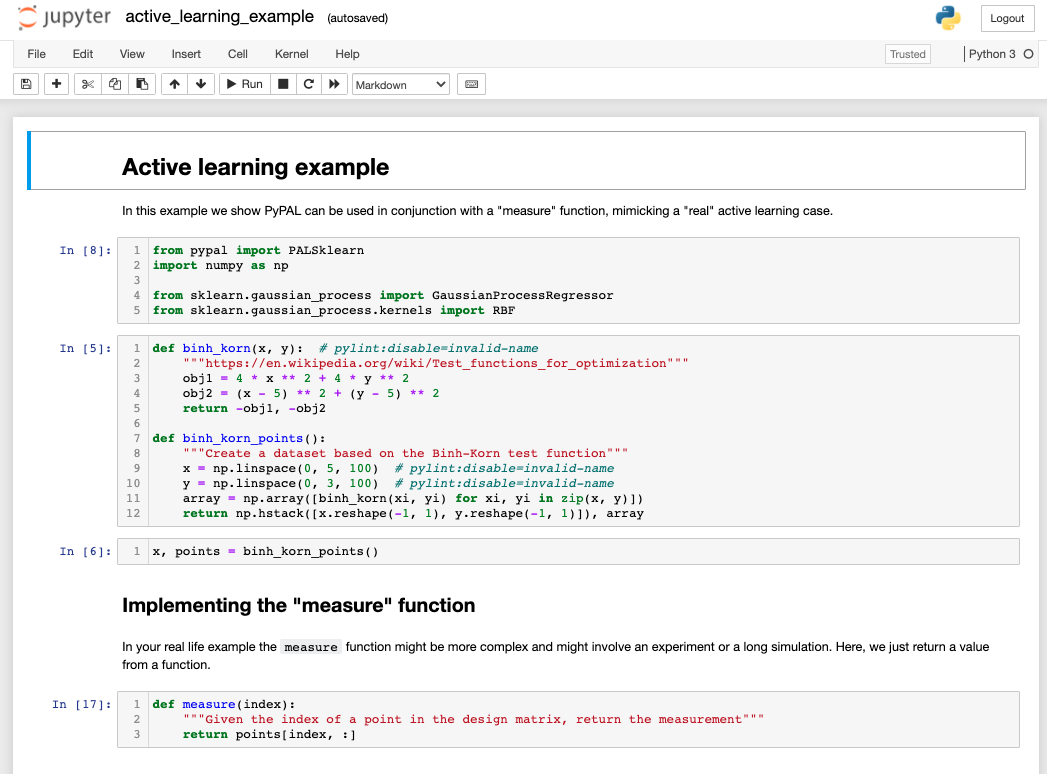 jupyter active_learning_example (autosaved) Logout
File Edit View Insert Cell Kernel Help Trusted Python 3
Run Markdown
Active learning example
In this example we show PyPAL can be used in conjunction with a "measure" function, mimicking a "real" active learning case.
In [8]: 1 from pypal import PALSklearn
2 import numpy as np
3
4 from sklearn.gaussian_process import GaussianProcessRegressor
5 from sklearn.gaussian_process.kernels import RBF
In [5]: 1 def binh_korn(x, y):  # pylint:disable=invalid-name
2     """https://en.wikipedia.org/wiki/Test_functions_for_optimization"""
3     obj1 = 4 * x ** 2 + 4 * y ** 2
4     obj2 = (x - 5) ** 2 + (y - 5) ** 2
5     return -obj1, -obj2
6
7 def binh_korn_points():
8     """Create a dataset based on the Binh-Korn test function"""
9     x = np.linspace(0, 5, 100)  # pylint:disable=invalid-name
10     y = np.linspace(0, 3, 100)  # pylint:disable=invalid-name
11     array = np.array([binh_korn(xi, yi) for xi, yi in zip(x, y)])
12     return np.hstack([x.reshape(-1, 1), y.reshape(-1, 1)]), array
In [6]: 1 x, points = binh_korn_points()
Implementing the "measure" function
In your real life example the measure function might be more complex and might involve an experiment or a long simulation. Here, we just return a value
from a function.
In [17]: 1 def measure(index):
2     """Given the index of a point in the design matrix, return the measurement"""
3     return points[index, :]